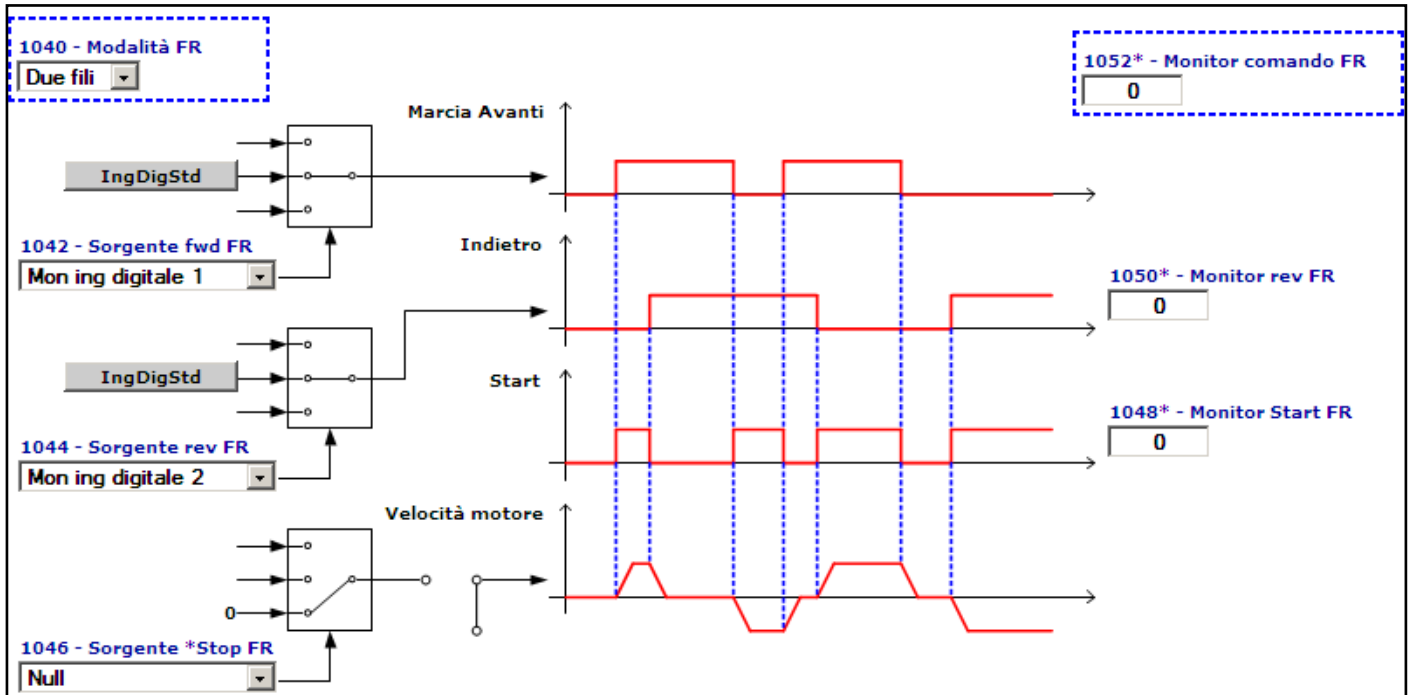 1040 - Modalità FR
Due fili
1052* - Monitor comando FR
0
Marcia Avanti
IngDigStd
1042 - Sorgente fwd FR
Mon ing digitale 1
Indietro
1050* - Monitor rev FR
0
IngDigStd
Start
1048* - Monitor Start FR
0
1044 - Sorgente rev FR
Mon ing digitale 2
Velocità motore
0
1046 - Sorgente *Stop FR
Null